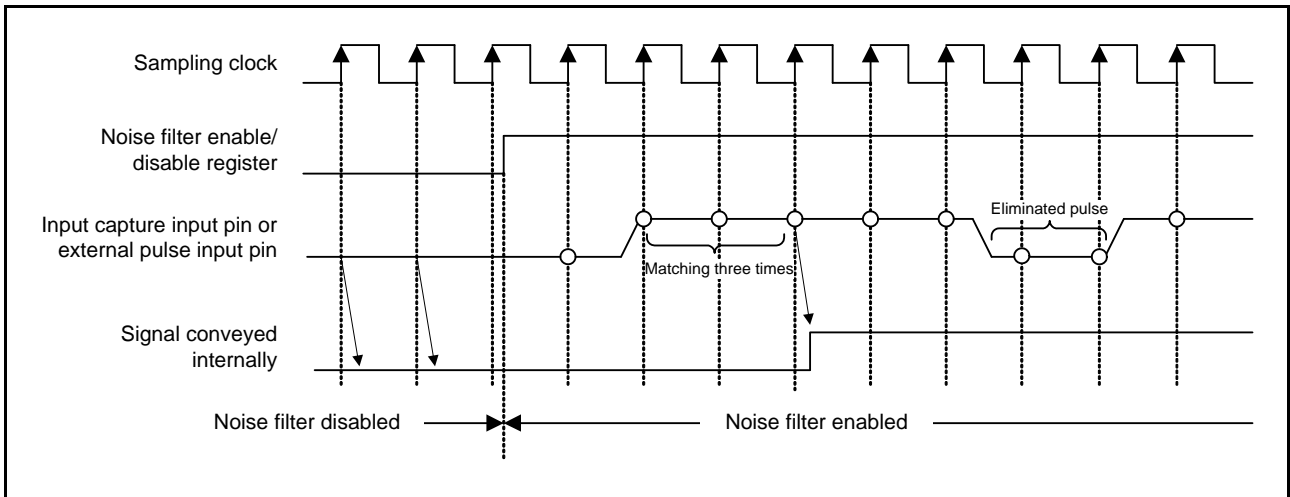 Sampling clock
Noise filter enable/
disable register
Input capture input pin or
external pulse input pin
Eliminated pulse
Matching three times
Signal conveyed
internally
Noise filter disabled
Noise filter enabled